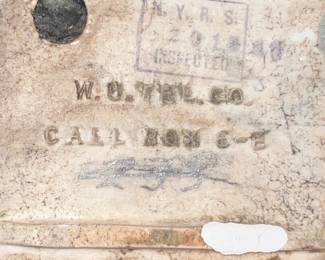 N.Y.R.S.
INSPECTED
W.U.TEL.CO
CALL BOX 6-E